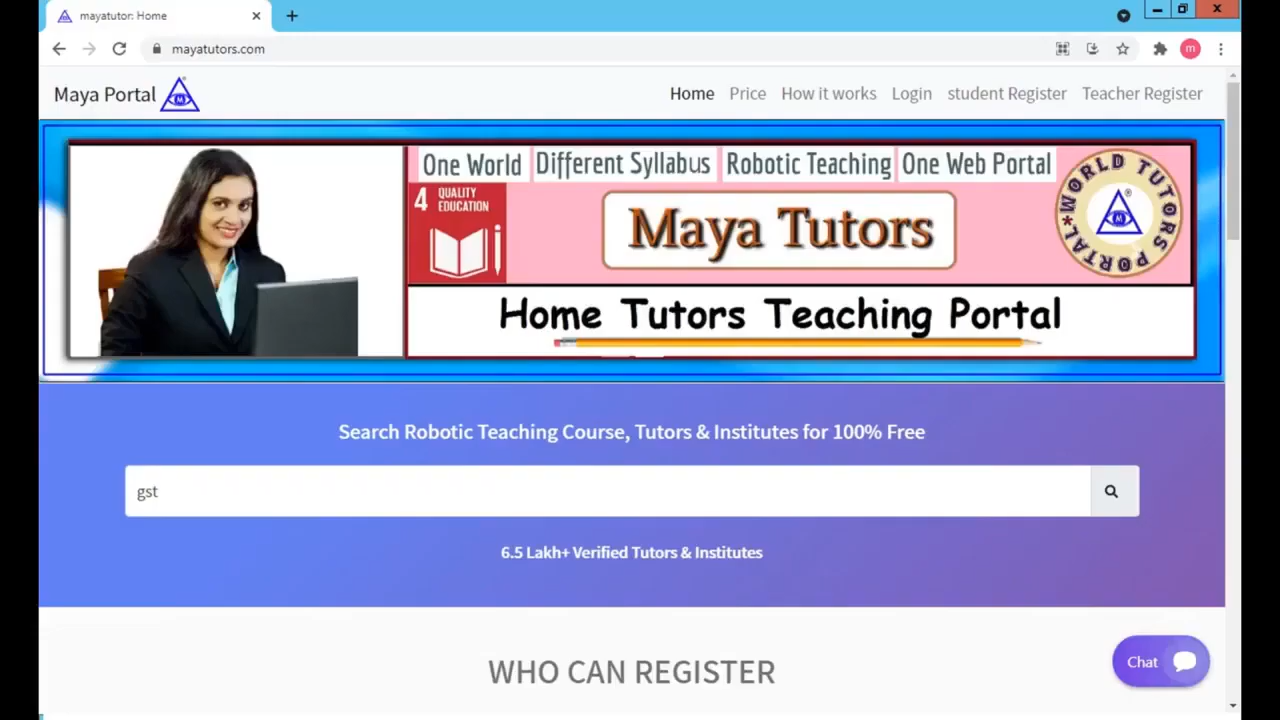 mayatutor: Home
mayatutors.com
m
Maya Portal
M
Home Price How it works Login student Register Teacher Register
One World Different Syllabus Robotic Teaching One Web Portal
4 QUALITY EDUCATION
Maya Tutors
WORLD TUTORS PORTAL
M
Home Tutors Teaching Portal
Search Robotic Teaching Course, Tutors & Institutes for 100% Free
gst
6.5 Lakh+ Verified Tutors & Institutes
WHO CAN REGISTER
Chat